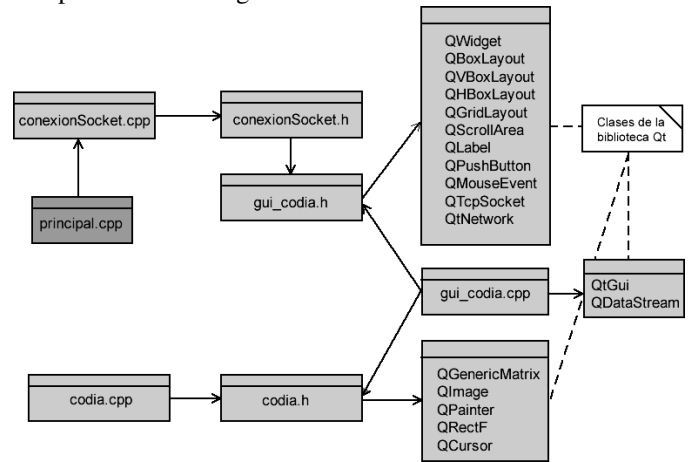 QWidget
QBoxLayout
QVBoxLayout
QHBoxLayout
QGridLayout
QScrollArea
QLabel
QPushButton
QMouseEvent
QTcpSocket
QtNetwork
conexionSocket.cpp
conexionSocket.h
Clases de la
biblioteca Qt
principal.cpp
gui_codia.h
gui_codia.cpp
QtGui
QDataStream
codia.cpp
codia.h
QGenericMatrix
QImage
QPainter
QRectF
QCursor